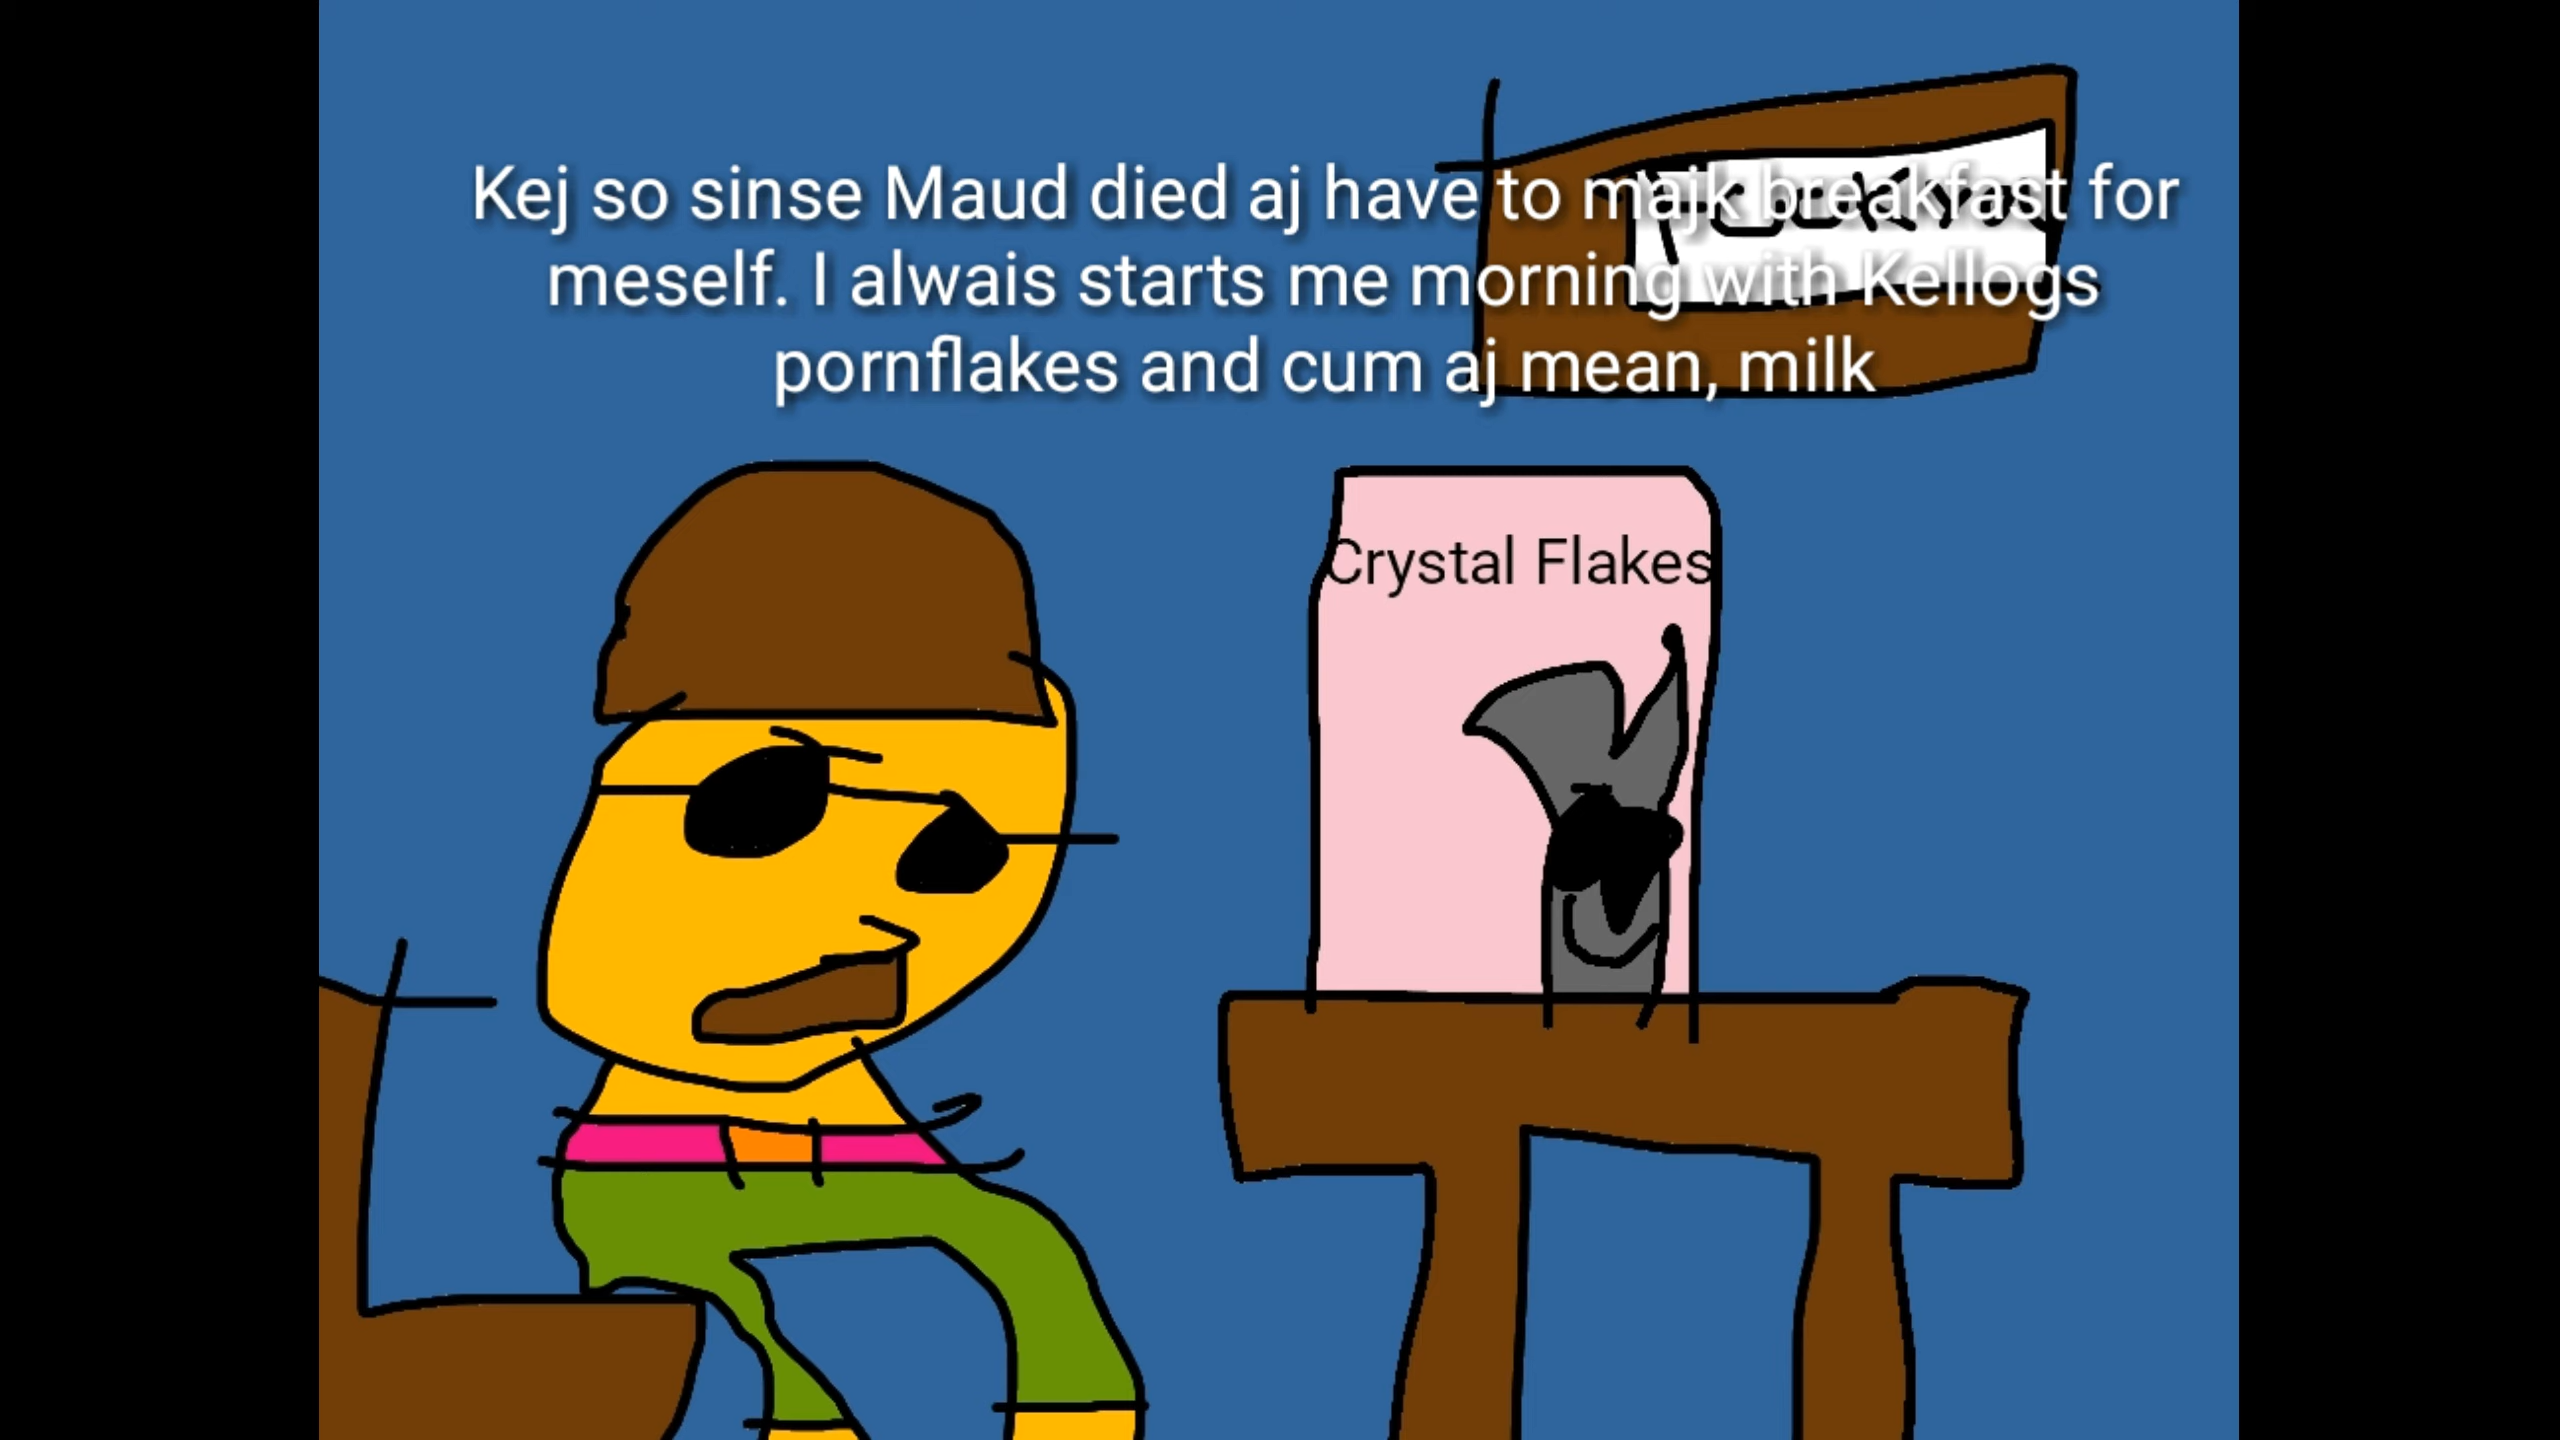 Kej so sinse Maud died aj have to majk breakfast for
meself. I alwais starts me morning with Kellogs
pornflakes and cum aj mean, milk
Crystal Flakes